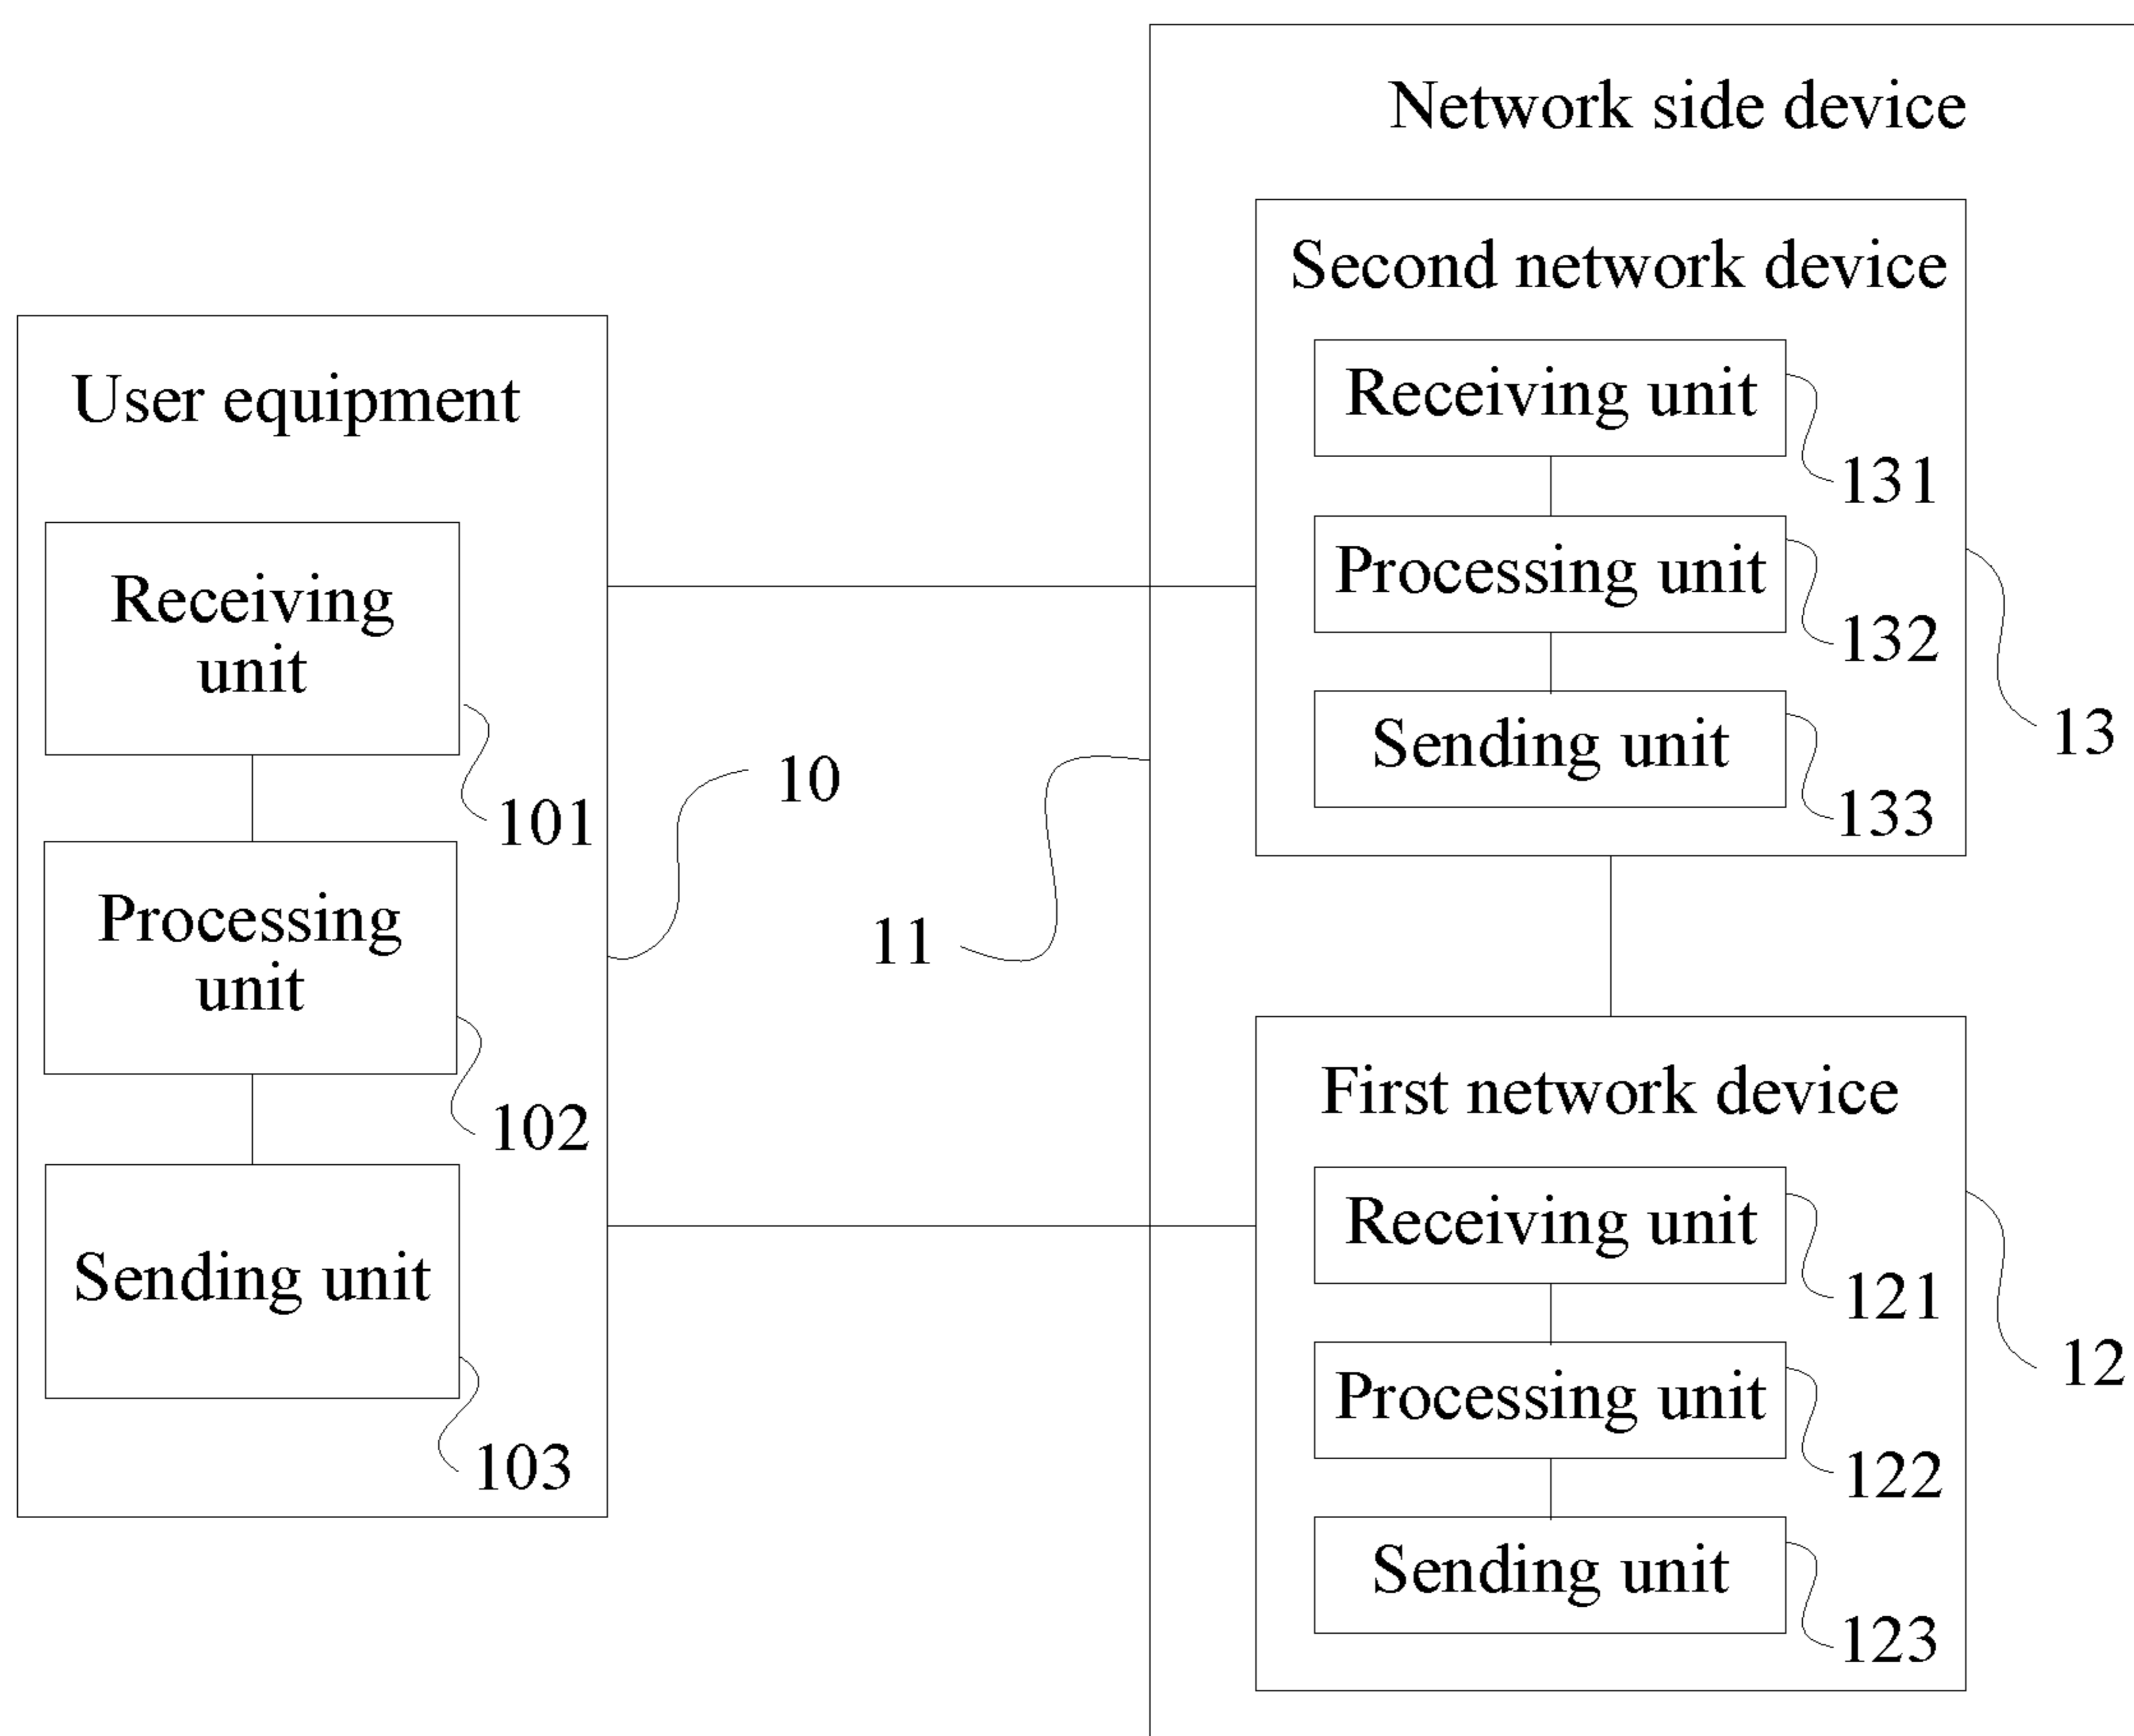 Network side device
Second network device
Receiving unit
131
Processing unit
132
Sending unit
133
13
User equipment
Receiving
unit
101
Processing
unit
102
Sending unit
103
10
11
First network device
Receiving unit
121
Processing unit
122
Sending unit
123
12